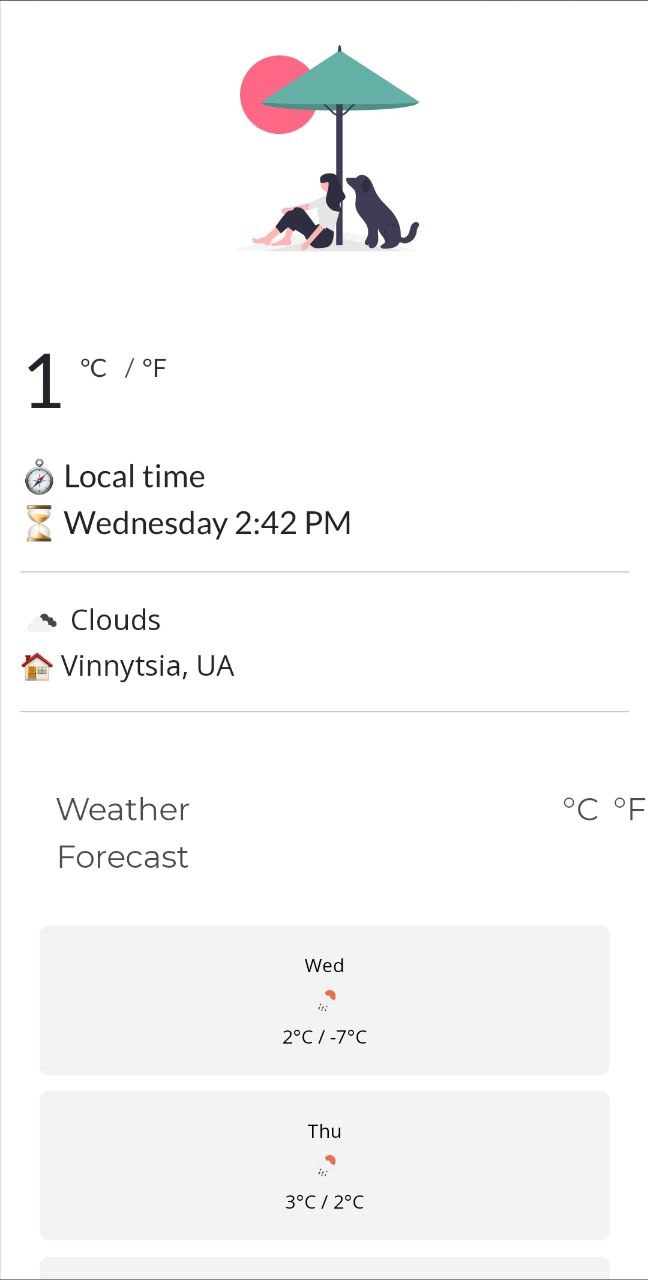 1 °C / °F
Local time
Wednesday 2:42 PM
Clouds
Vinnytsia, UA
Weather °C °F
Forecast
Wed
2°C / -7°C
Thu
3°C / 2°C